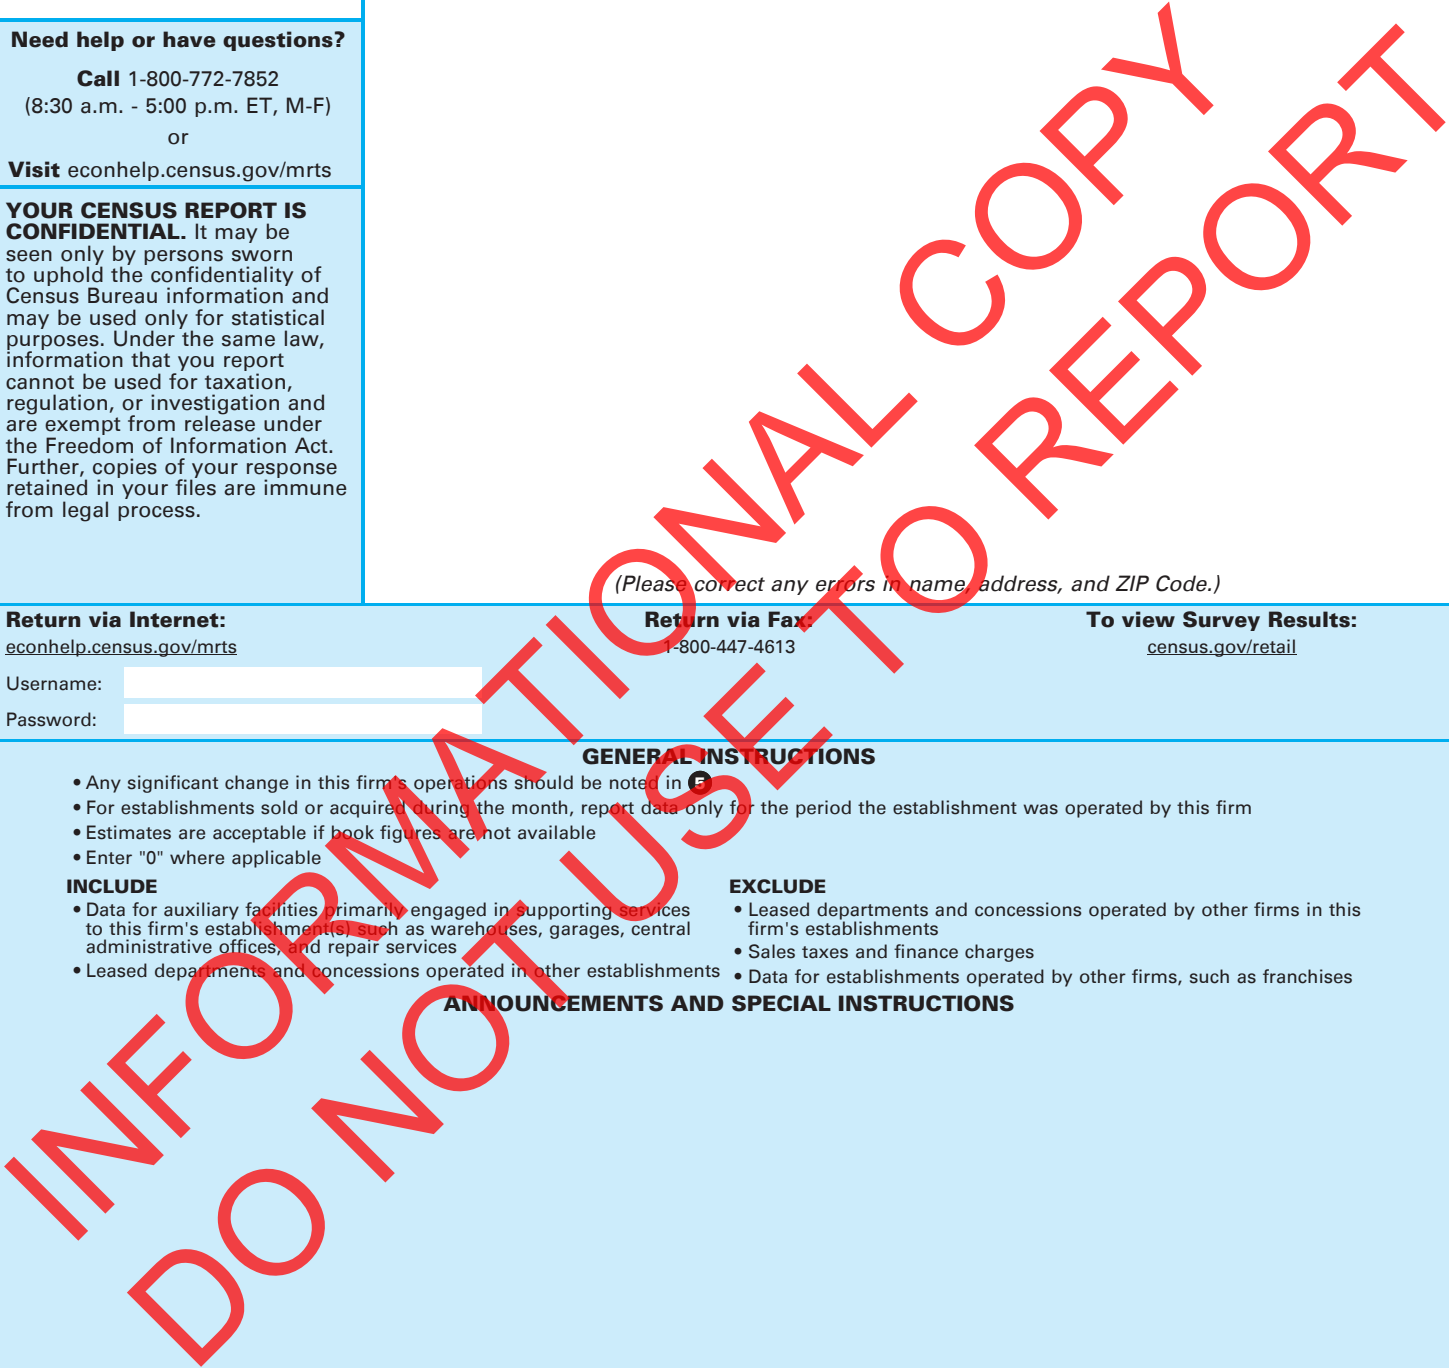 Need help or have questions?
Call 1-800-772-7852
(8:30 a.m. - 5:00 p.m. ET, M-F)
or
Visit econhelp.census.gov/mrts
YOUR CENSUS REPORT IS
CONFIDENTIAL. It may be
seen only by persons sworn
to uphold the confidentiality of
Census Bureau information and
may be used only for statistical
purposes. Under the same law,
information that you report
cannot be used for taxation,
regulation, or investigation and
are exempt from release under
the Freedom of Information Act.
Further, copies of your response
retained in your files are immune
from legal process.
(Please correct any errors in name, address, and ZIP Code.)
Return via Internet:
econhelp.census.gov/mrts
Username:
Password:
Return via Fax:
1-800-447-4613
To view Survey Results:
census.gov/retail
GENERAL INSTRUCTIONS
• Any significant change in this firm's operations should be noted in 5
• For establishments sold or acquired during the month, report data only for the period the establishment was operated by this firm
• Estimates are acceptable if book figures are not available
• Enter "0" where applicable
INCLUDE
• Data for auxiliary facilities primarily engaged in supporting services
to this firm's establishment(s) such as warehouses, garages, central
administrative offices, and repair services
• Leased departments and concessions operated in other establishments
EXCLUDE
• Leased departments and concessions operated by other firms in this
firm's establishments
• Sales taxes and finance charges
• Data for establishments operated by other firms, such as franchises
ANNOUNCEMENTS AND SPECIAL INSTRUCTIONS
INFORMATIONAL COPY
DO NOT USE TO REPORT